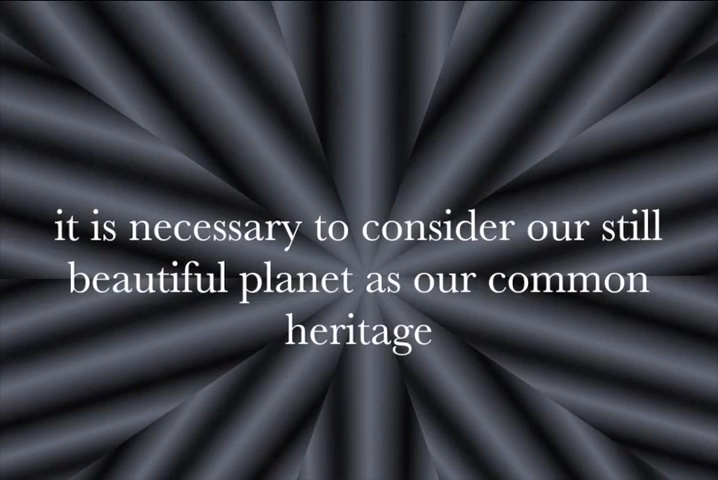 it is necessary to consider our still
beautiful planet as our common
heritage